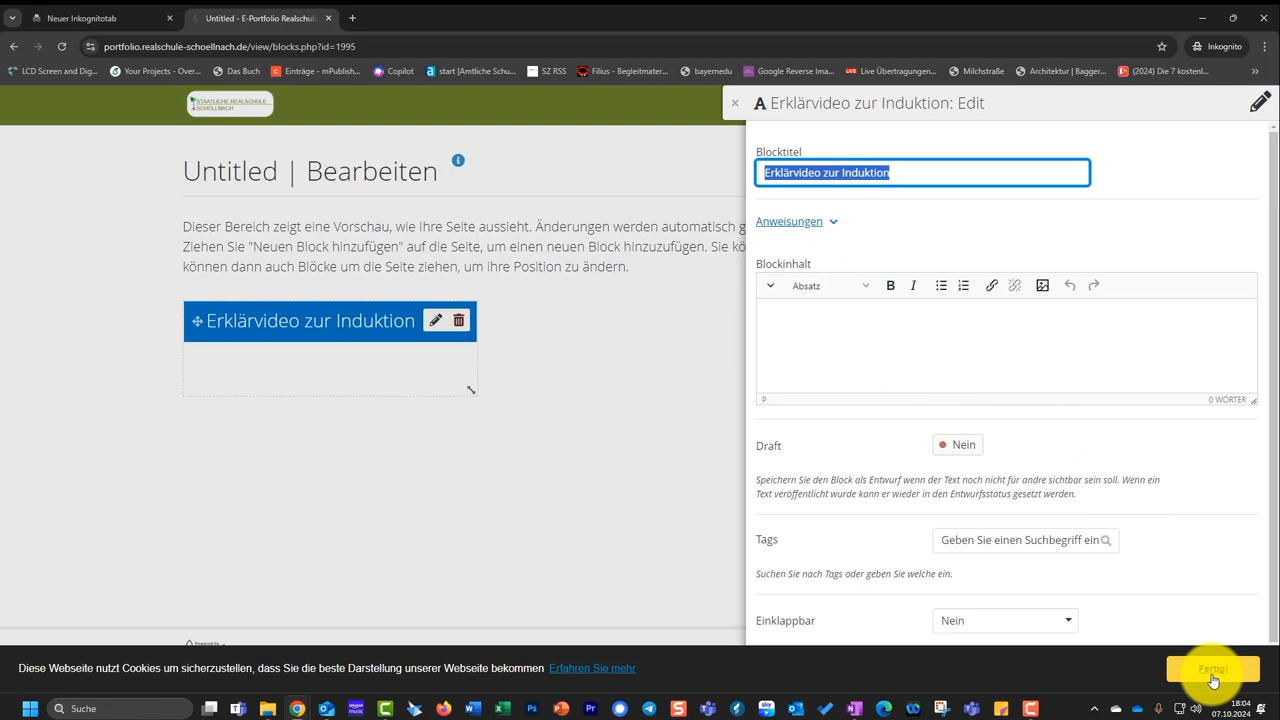 Neuer Inkognitotab
Untitled - E-Portfolio Realschule
portfolio.realschule-schoellnach.de/view/blocks.php?id=1995
Inkognito
LCD Screen and Dig...
Your Projects - Over...
Das Buch
Einträge - mPublish...
Copilot
start [Amtliche Schu...
SZ RSS
Filius - Begleitmater...
bayernedu
Google Reverse Ima...
Live Übertragungen...
Milchstraße
Architektur | Bagger...
(2024) Die 7 kostenl...
STAATLICHE REALSCHULE
SCHÖLLNACH
A Erklärvideo zur Induktion: Edit
Untitled | Bearbeiten
Dieser Bereich zeigt eine Vorschau, wie Ihre Seite aussieht. Änderungen werden automatisch g
Ziehen Sie "Neuen Block hinzufügen" auf die Seite, um einen neuen Block hinzuzufügen. Sie kö
können dann auch Blöcke um die Seite ziehen, um Ihre Position zu ändern.
Erklärvideo zur Induktion
Blocktitel
Erklärvideo zur Induktion
Anweisungen
Blockinhalt
Absatz
B I
P
0 WÖRTER
Draft
Nein
Speichern Sie den Block als Entwurf wenn der Text noch nicht für andre sichtbar sein soll. Wenn ein
Text veröffentlicht wurde kann er wieder in den Entwurfsstatus gesetzt werden.
Tags
Geben Sie einen Suchbegriff ein
Suchen Sie nach Tags oder geben Sie welche ein.
Einklappbar
Nein
Powered by
Diese Webseite nutzt Cookies um sicherzustellen, dass Sie die beste Darstellung unserer Webseite bekommen Erfahren Sie mehr
Fertig!
Suche
18:04
07.10.2024